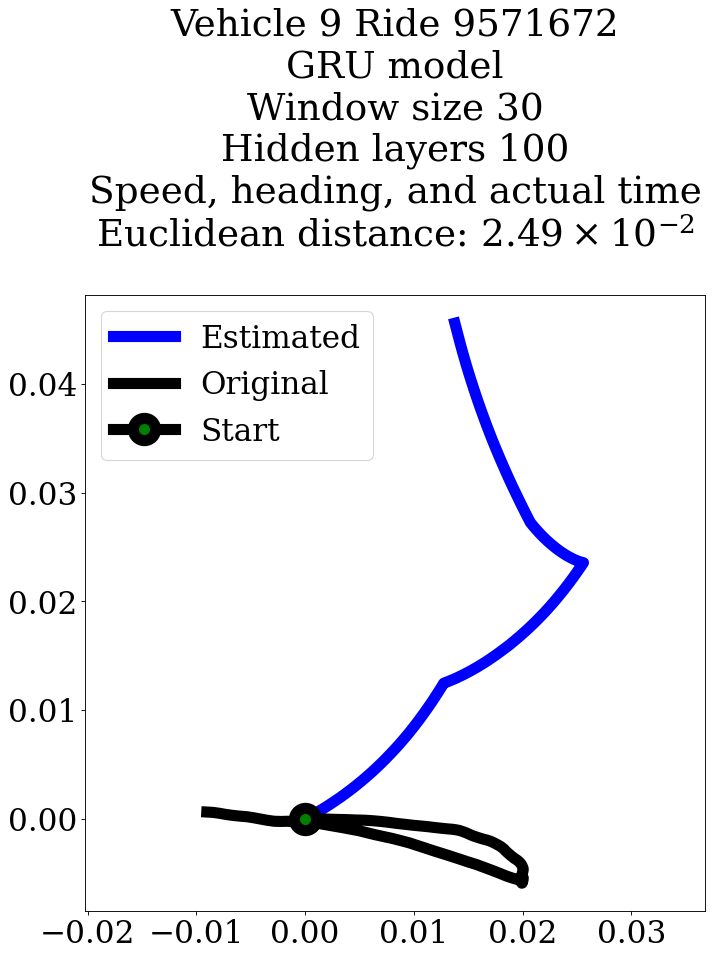 Vehicle 9 Ride 9571672
GRU model
Window size 30
Hidden layers 100
Speed, heading, and actual time
Euclidean distance: 2.49 × 10⁻²
Estimated
Original
Start
0.04
0.03
0.02
0.01
0.00
−0.02 −0.01 0.00 0.01 0.02 0.03